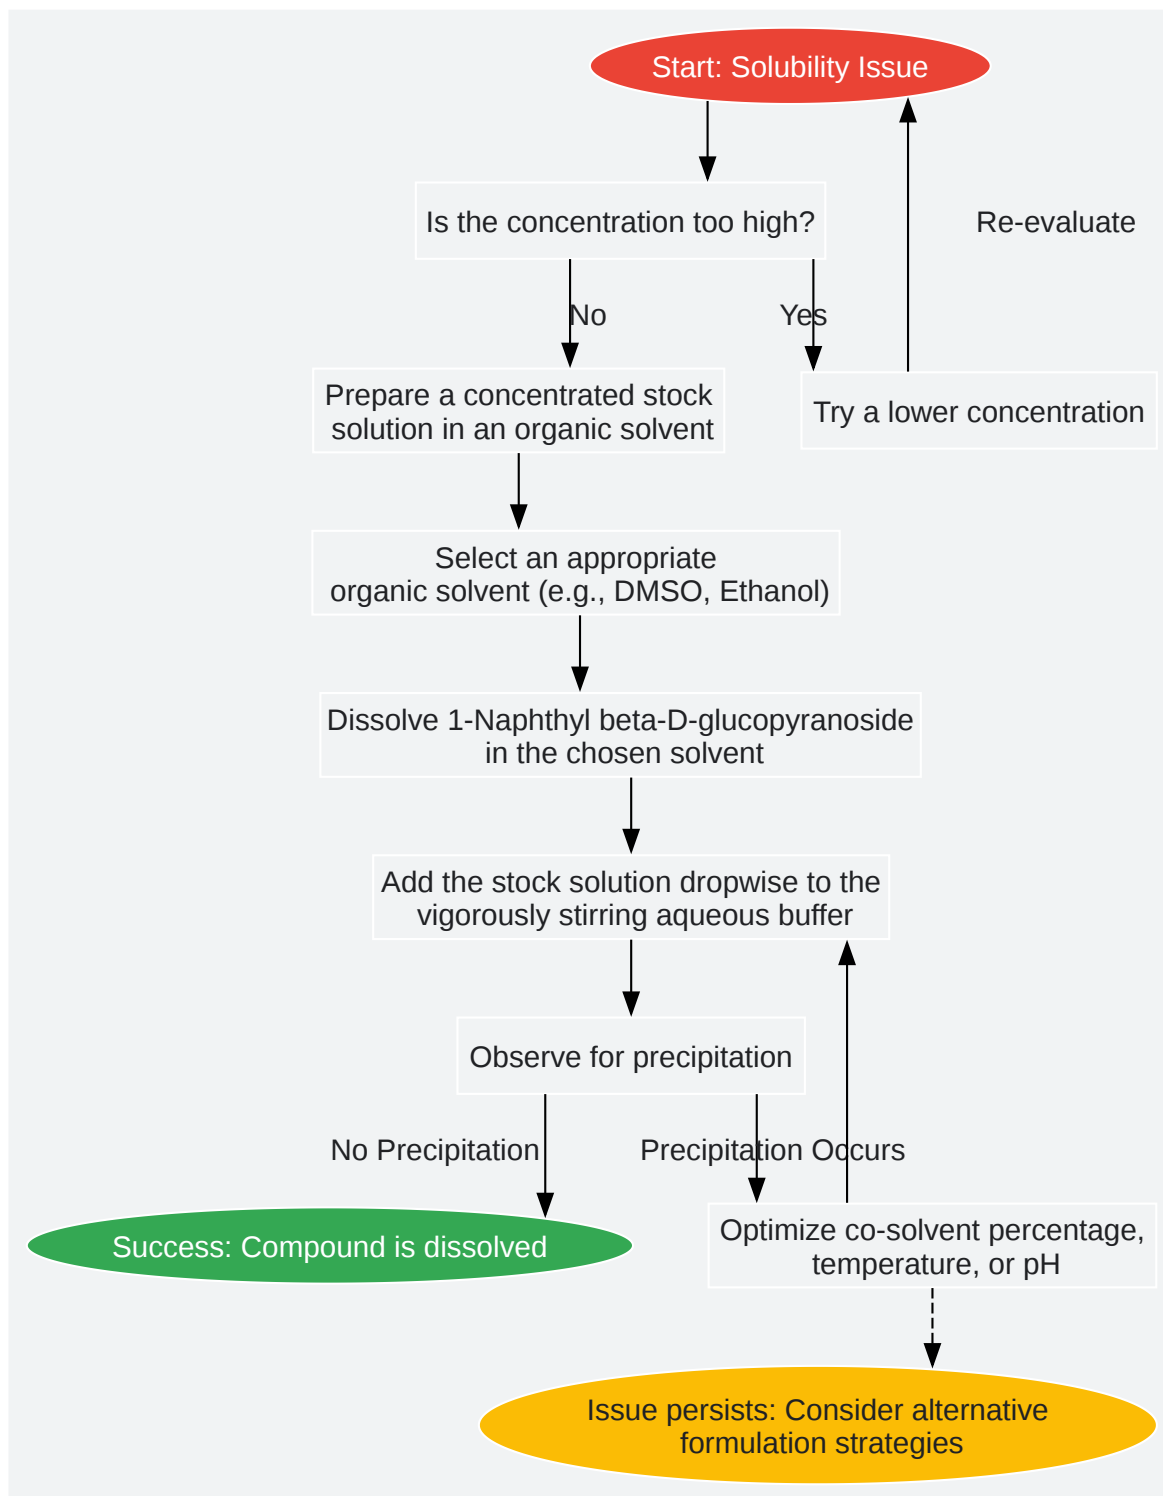 Start: Solubility Issue
Is the concentration too high?
Re-evaluate
No
Yes
Prepare a concentrated stock
solution in an organic solvent
Try a lower concentration
Select an appropriate
organic solvent (e.g., DMSO, Ethanol)
Dissolve 1-Naphthyl beta-D-glucopyranoside
in the chosen solvent
Add the stock solution dropwise to the
vigorously stirring aqueous buffer
Observe for precipitation
No Precipitation
Precipitation Occurs
Success: Compound is dissolved
Optimize co-solvent percentage,
temperature, or pH
Issue persists: Consider alternative
formulation strategies